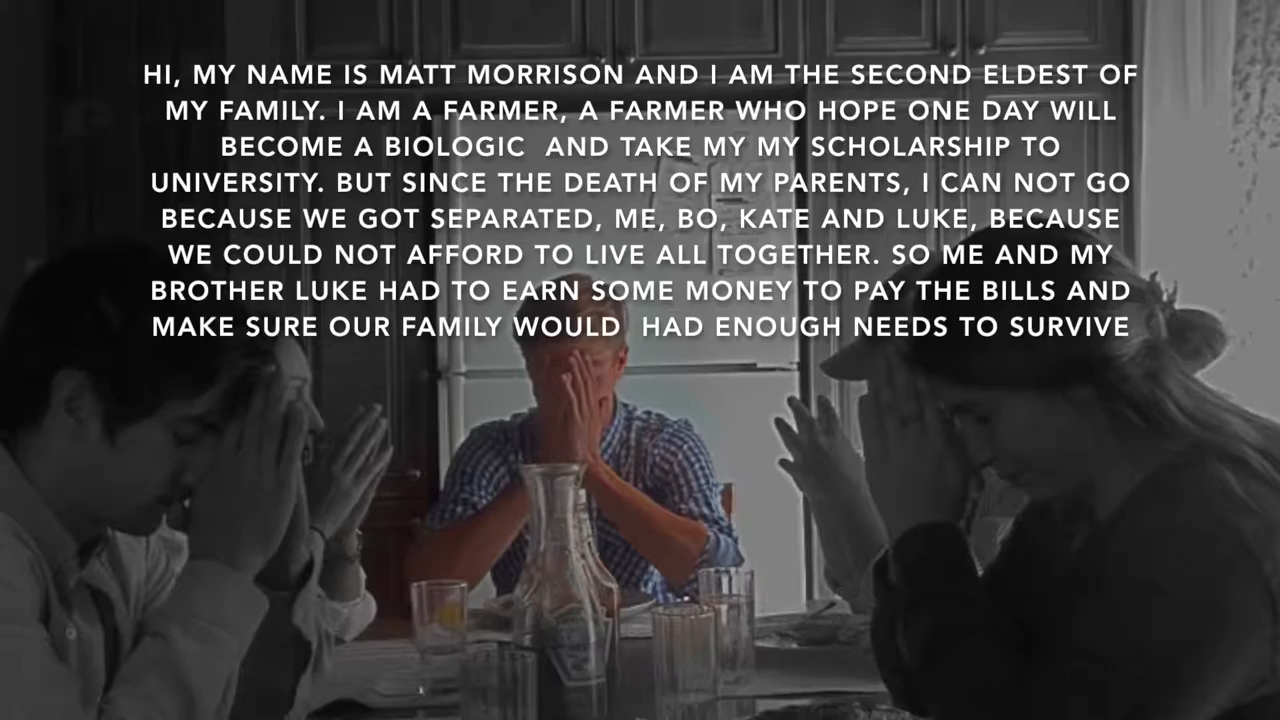 HI, MY NAME IS MATT MORRISON AND I AM THE SECOND ELDEST OF
MY FAMILY. I AM A FARMER, A FARMER WHO HOPE ONE DAY WILL
BECOME A BIOLOGIC  AND TAKE MY MY SCHOLARSHIP TO
UNIVERSITY. BUT SINCE THE DEATH OF MY PARENTS, I CAN NOT GO
BECAUSE WE GOT SEPARATED, ME, BO, KATE AND LUKE, BECAUSE
WE COULD NOT AFFORD TO LIVE ALL TOGETHER. SO ME AND MY
BROTHER LUKE HAD TO EARN SOME MONEY TO PAY THE BILLS AND
MAKE SURE OUR FAMILY WOULD  HAD ENOUGH NEEDS TO SURVIVE